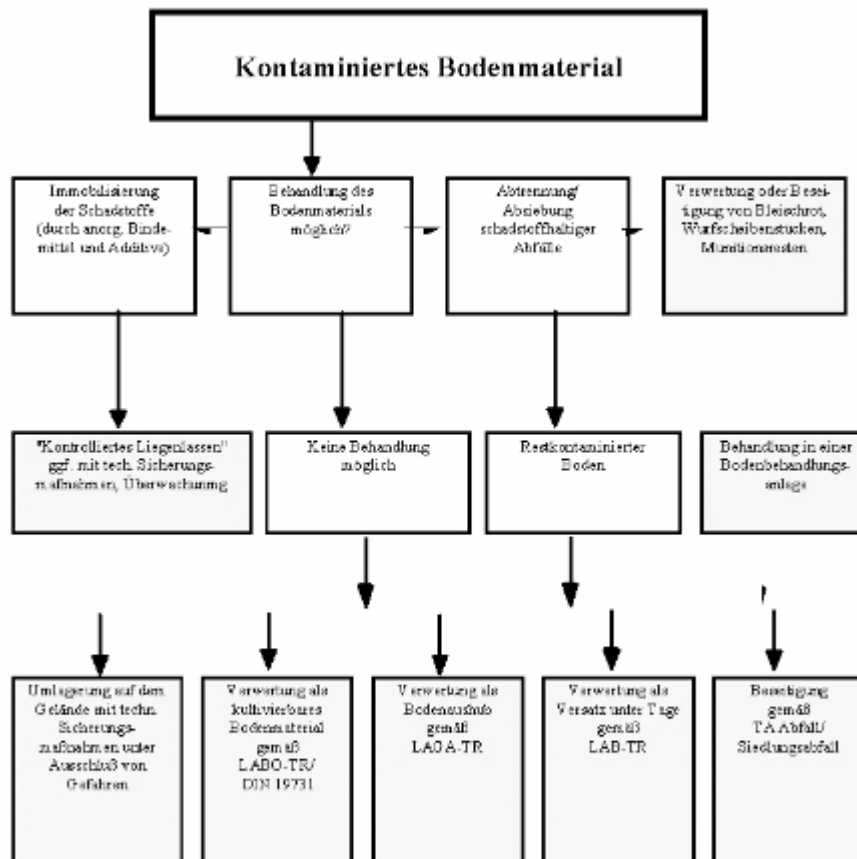 Kontaminiertes Bodenmaterial
Immobilisierung
der Schadstoffe
(durch anorg. Binde-
mittel und Additive)
Behandlung des
Bodenmaterials
möglich?
Abtrennung/
Absiebung
schadstoffhaltiger
Abfälle
Verwertung oder Besei-
tigung von Bleischrot,
Wurfscheibenstücken,
Munitionsresten
"Kontrolliertes Liegenlassen"
ggf. mit tech. Sicherungs-
maßnahmen, Überwachung
Keine Behandlung
möglich
Restkontaminierter
Boden
Behandlung in einer
Bodenbehandlungs-
anlage
Umlagerung auf dem
Gelände mit techn.
Sicherungs-
maßnahmen unter
Ausschluß von
Gefahren
Verwertung als
kultivierbares
Bodenmaterial
gemäß
LABO-TR/
DIN 19731
Verwertung als
Bodenaushub
gemäß
LAGA-TR
Verwertung als
Versatz unter Tage
gemäß
LAB-TR
Beseitigung
gemäß
TA Abfall/
Siedlungsabfall